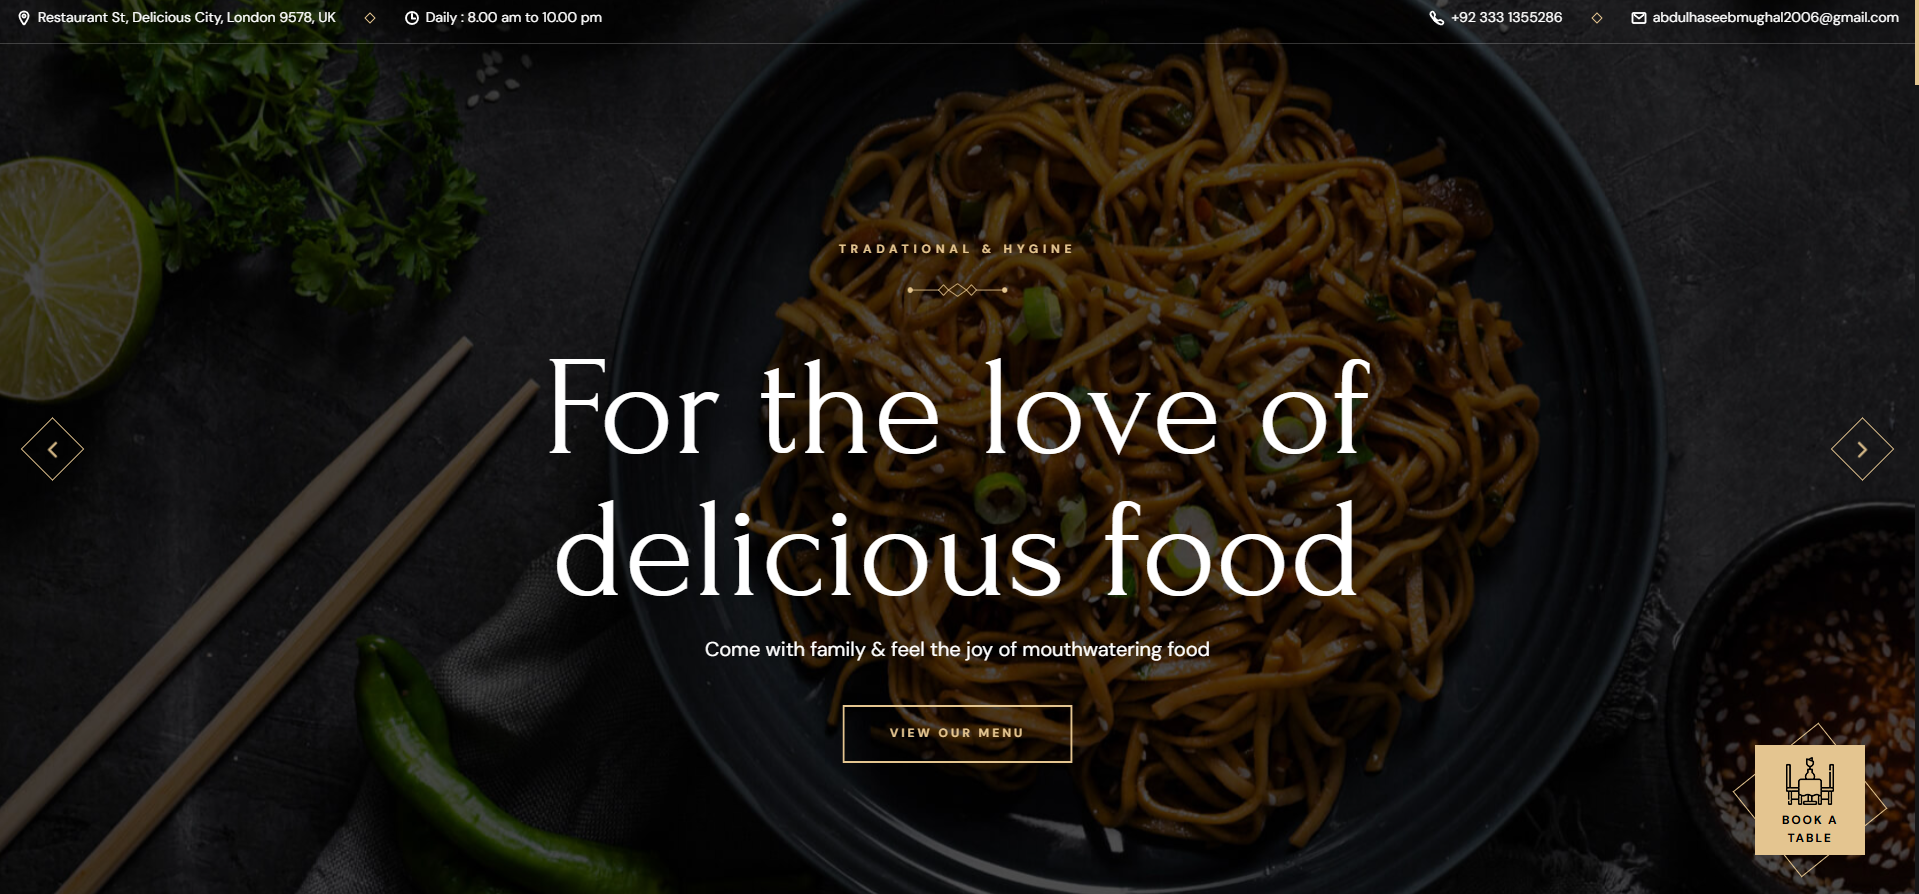 Restaurant St, Delicious City, London 9578, UK
Daily : 8.00 am to 10.00 pm
+92 333 1355286
abdulhaseebmughal2006@gmail.com
TRADATIONAL & HYGINE
For the love of
delicious food
Come with family & feel the joy of mouthwatering food
VIEW OUR MENU
BOOK A
TABLE